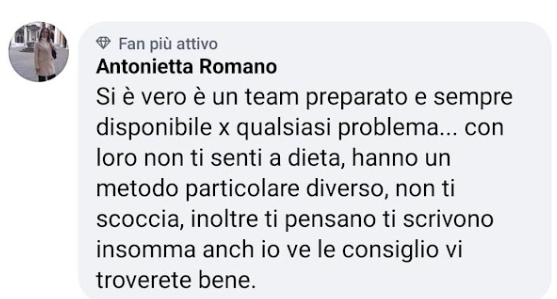 Fan più attivo
Antonietta Romano
Si è vero è un team preparato e sempre
disponibile x qualsiasi problema... con
loro non ti senti a dieta, hanno un
metodo particolare diverso, non ti
scoccia, inoltre ti pensano ti scrivono
insomma anch io ve le consiglio vi
troverete bene.